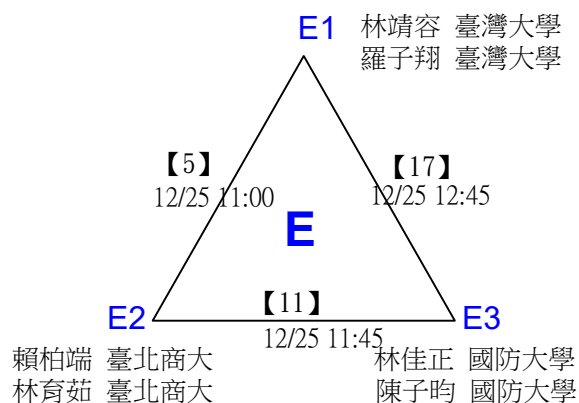 E1 林靖容 臺灣大學
羅子翔 臺灣大學
【5】
12/25 11:00
【17】
12/25 12:45
E
【11】
12/25 11:45
E2
賴柏端 臺北商大
林育茹 臺北商大
E3
林佳正 國防大學
陳子昀 國防大學